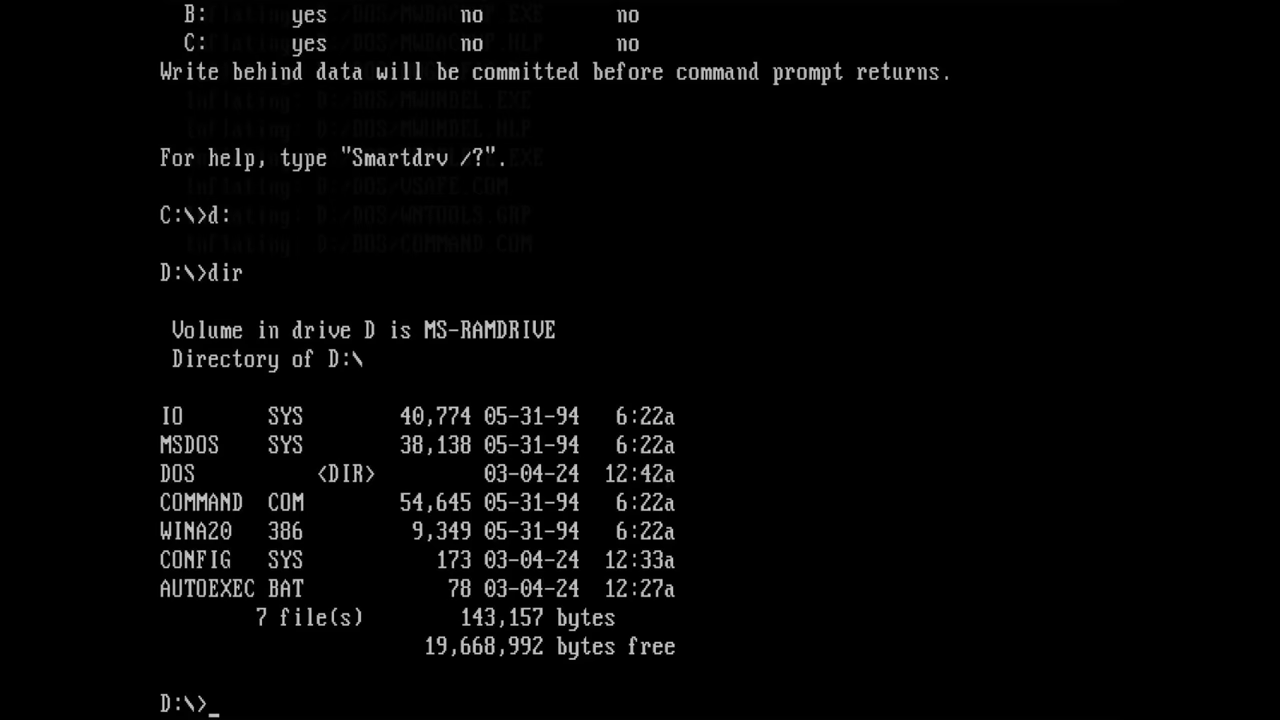 B: yes no no
C: yes no no
Write behind data will be committed before command prompt returns.
For help, type "Smartdrv /?".
C:\>d:
D:\>dir
Volume in drive D is MS-RAMDRIVE
Directory of D:\
IO SYS 40,774 05-31-94 6:22a
MSDOS SYS 38,138 05-31-94 6:22a
DOS <DIR> 03-04-24 12:42a
COMMAND COM 54,645 05-31-94 6:22a
WINA20 386 9,349 05-31-94 6:22a
CONFIG SYS 173 03-04-24 12:33a
AUTOEXEC BAT 78 03-04-24 12:27a
7 file(s) 143,157 bytes
19,668,992 bytes free
D:\>_